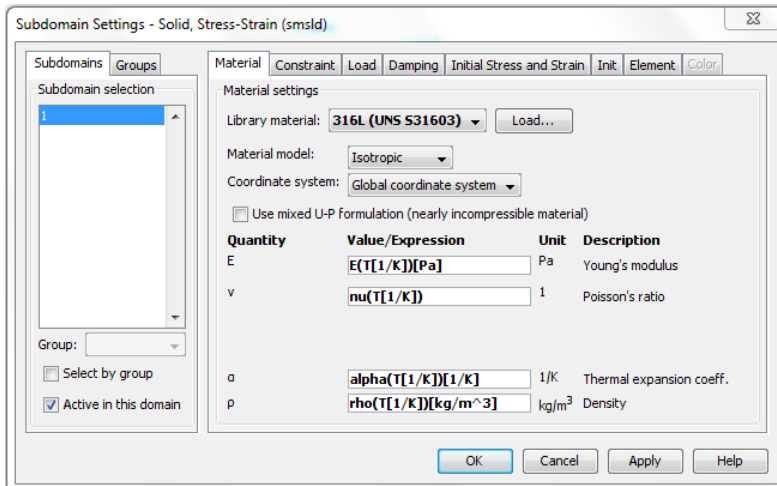 Subdomain Settings - Solid, Stress-Strain (smsld)
Subdomains Groups
Subdomain selection
1
Group:
Select by group
Active in this domain
Material Constraint Load Damping Initial Stress and Strain Init Element Color
Material settings
Library material: 316L (UNS S31603) Load...
Material model: Isotropic
Coordinate system: Global coordinate system
Use mixed U-P formulation (nearly incompressible material)
Quantity Value/Expression Unit Description
E E(T[1/K])[Pa] Pa Young's modulus
ν nu(T[1/K]) 1 Poisson's ratio
α alpha(T[1/K])[1/K] 1/K Thermal expansion coeff.
ρ rho(T[1/K])[kg/m^3] kg/m³ Density
OK Cancel Apply Help